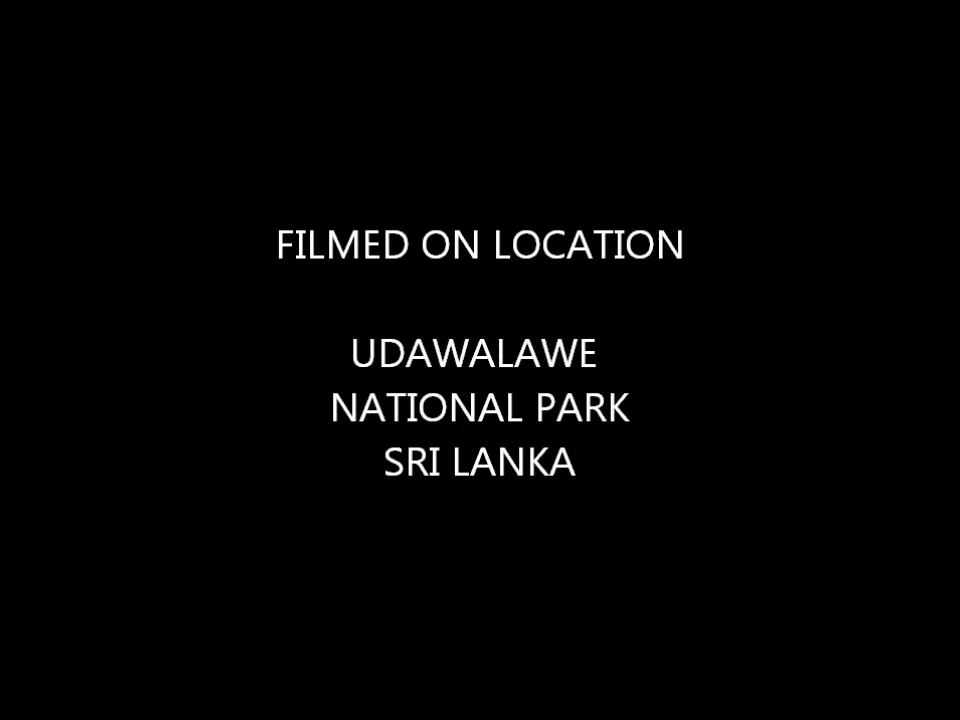 FILMED ON LOCATION
UDAWALAWE
NATIONAL PARK
SRI LANKA